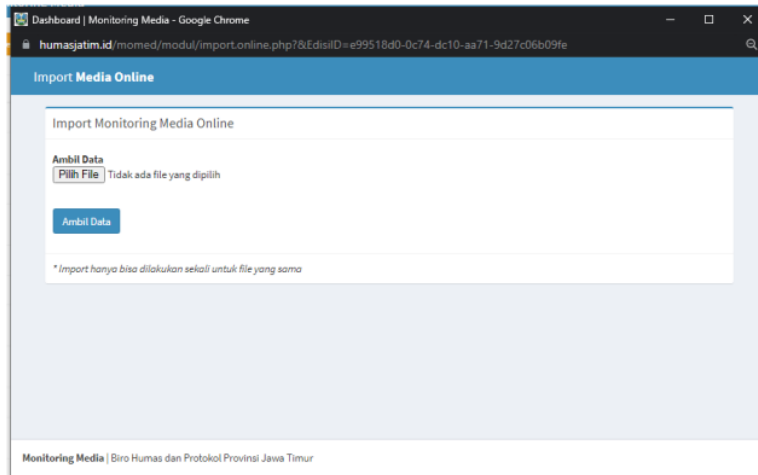 Dashboard | Monitoring Media - Google Chrome
humasjatim.id/momed/modul/import.online.php?&EdisiID=e99518d0-0c74-dc10-aa71-9d27c06b09fe
Import Media Online
Import Monitoring Media Online
Ambil Data
Pilih File Tidak ada file yang dipilih
Ambil Data
* Import hanya bisa dilakukan sekali untuk file yang sama
Monitoring Media | Biro Humas dan Protokol Provinsi Jawa Timur